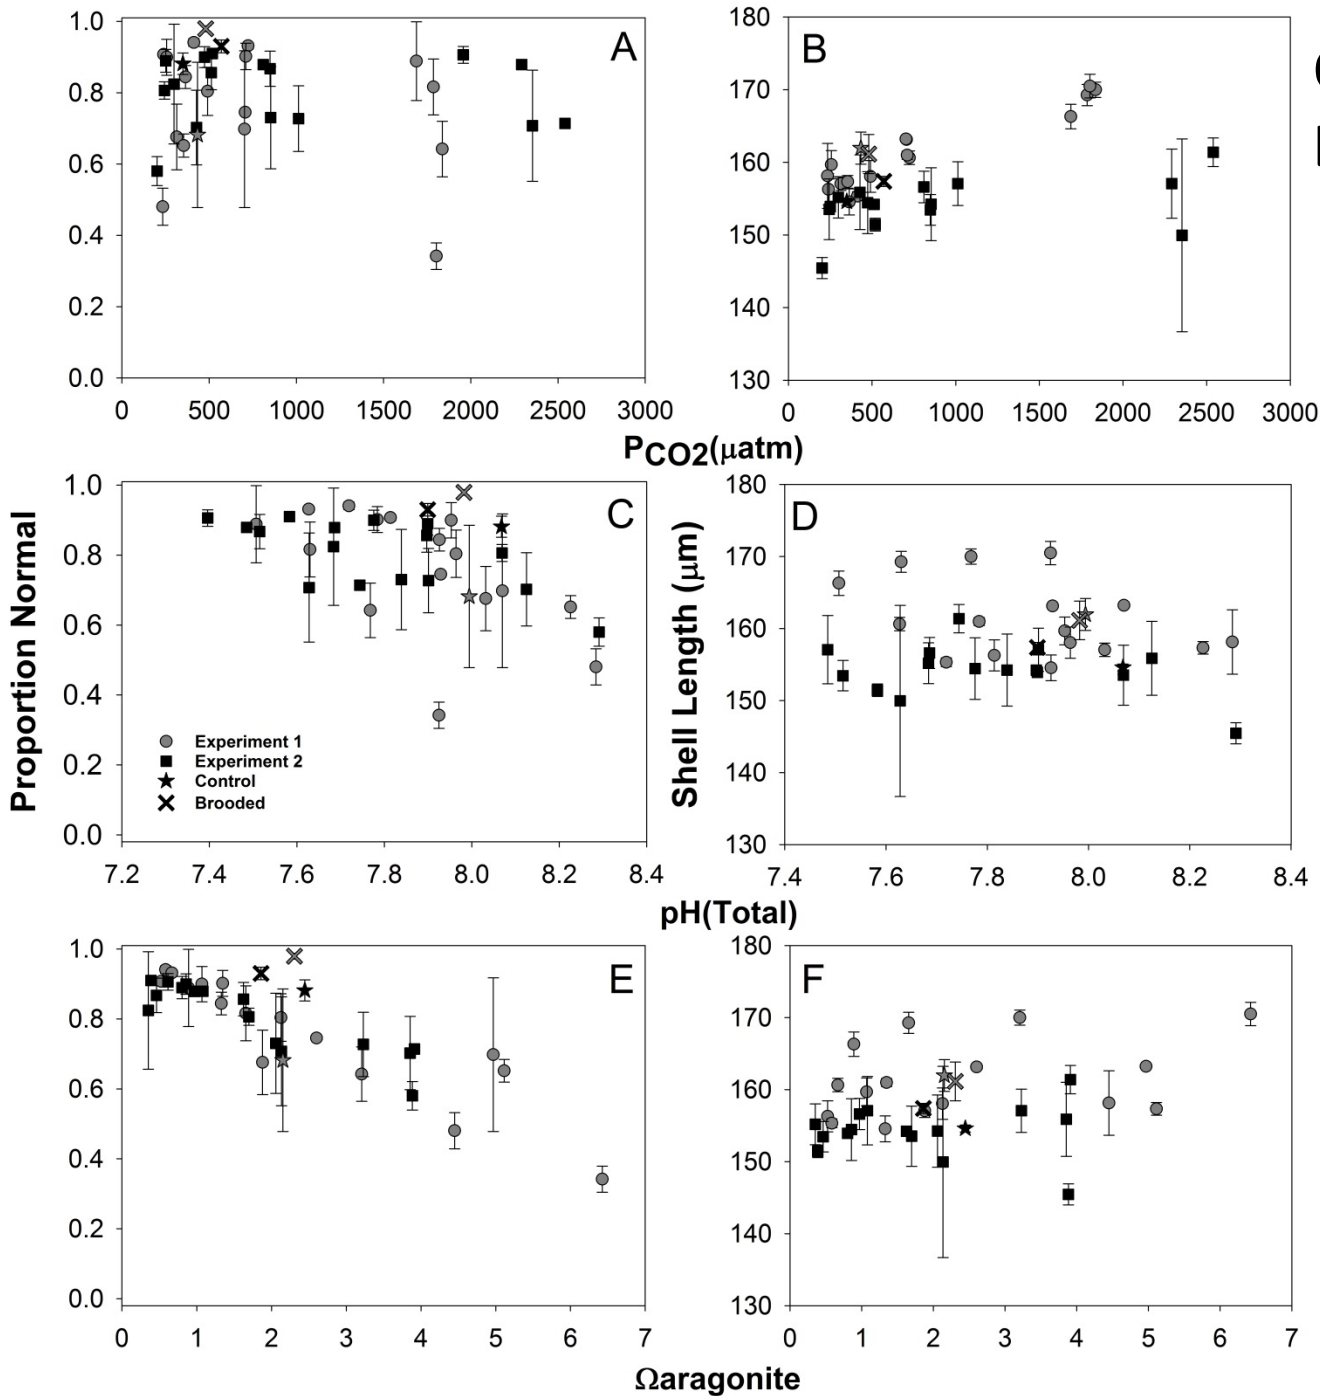 1.0
0.8
0.6
0.4
0.2
0.0
A
0 500 1000 1500 2000 2500 3000
180
170
160
150
140
130
B
0 500 1000 1500 2000 2500 3000
PCO2(µatm)
Proportion Normal
1.0
0.8
0.6
0.4
0.2
0.0
C
Experiment 1
Experiment 2
Control
Brooded
7.2 7.4 7.6 7.8 8.0 8.2 8.4
Shell Length (µm)
180
170
160
150
140
130
D
7.4 7.6 7.8 8.0 8.2 8.4
pH(Total)
1.0
0.8
0.6
0.4
0.2
0.0
E
0 1 2 3 4 5 6 7
180
170
160
150
140
130
F
0 1 2 3 4 5 6 7
Ωaragonite